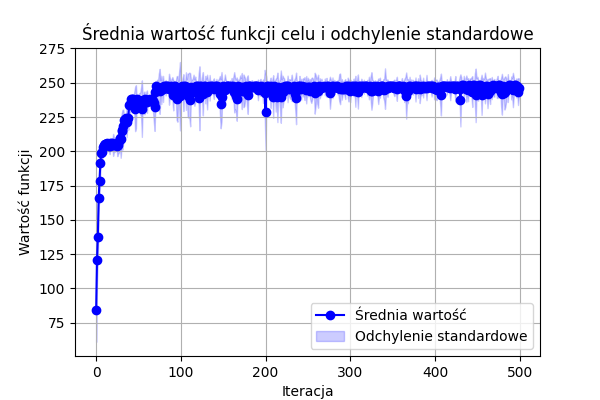 Średnia wartość funkcji celu i odchylenie standardowe
275
250
225
200
175
150
125
100
75
Wartość funkcji
0 100 200 300 400 500
Iteracja
Średnia wartość
Odchylenie standardowe